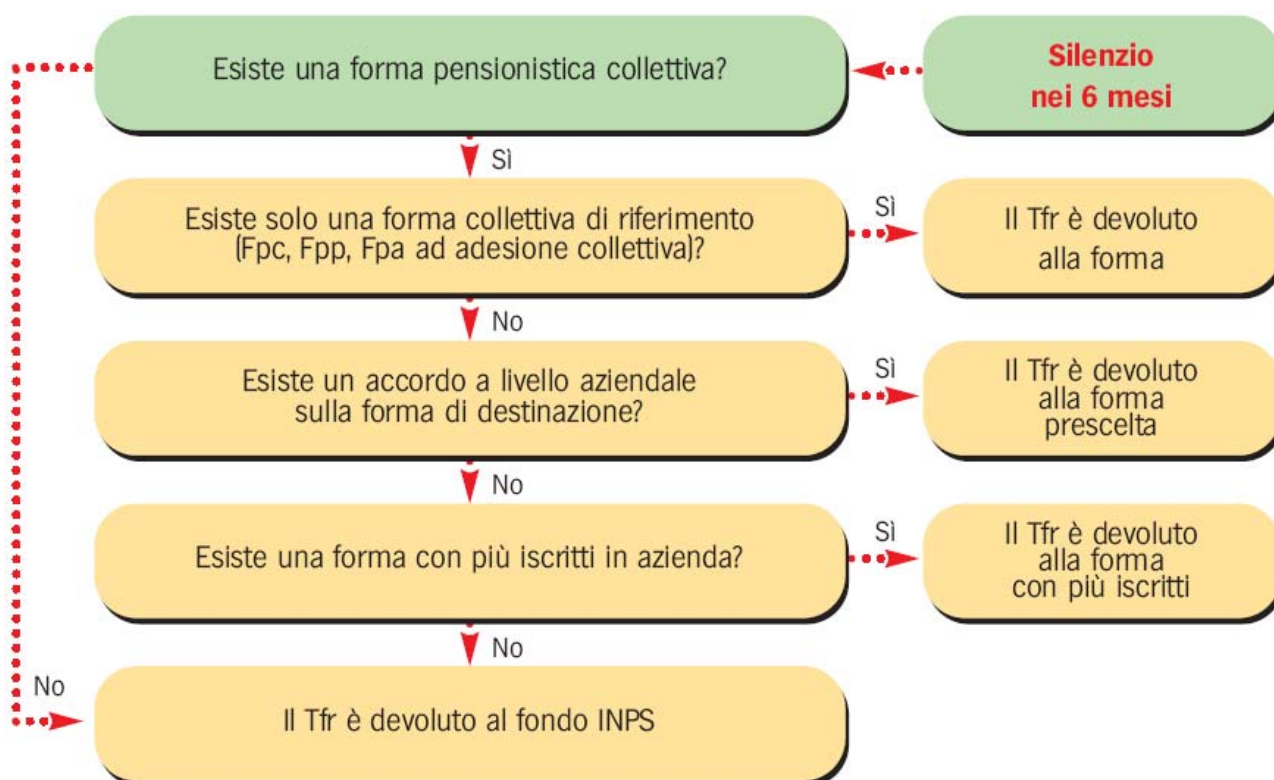 Esiste una forma pensionistica collettiva?
Silenzio
nei 6 mesi
Sì
Esiste solo una forma collettiva di riferimento
(Fpc, Fpp, Fpa ad adesione collettiva)?
Sì
Il Tfr è devoluto
alla forma
No
Esiste un accordo a livello aziendale
sulla forma di destinazione?
Sì
Il Tfr è devoluto
alla forma
prescelta
No
Esiste una forma con più iscritti in azienda?
Sì
Il Tfr è devoluto
alla forma
con più iscritti
No
No
Il Tfr è devoluto al fondo INPS